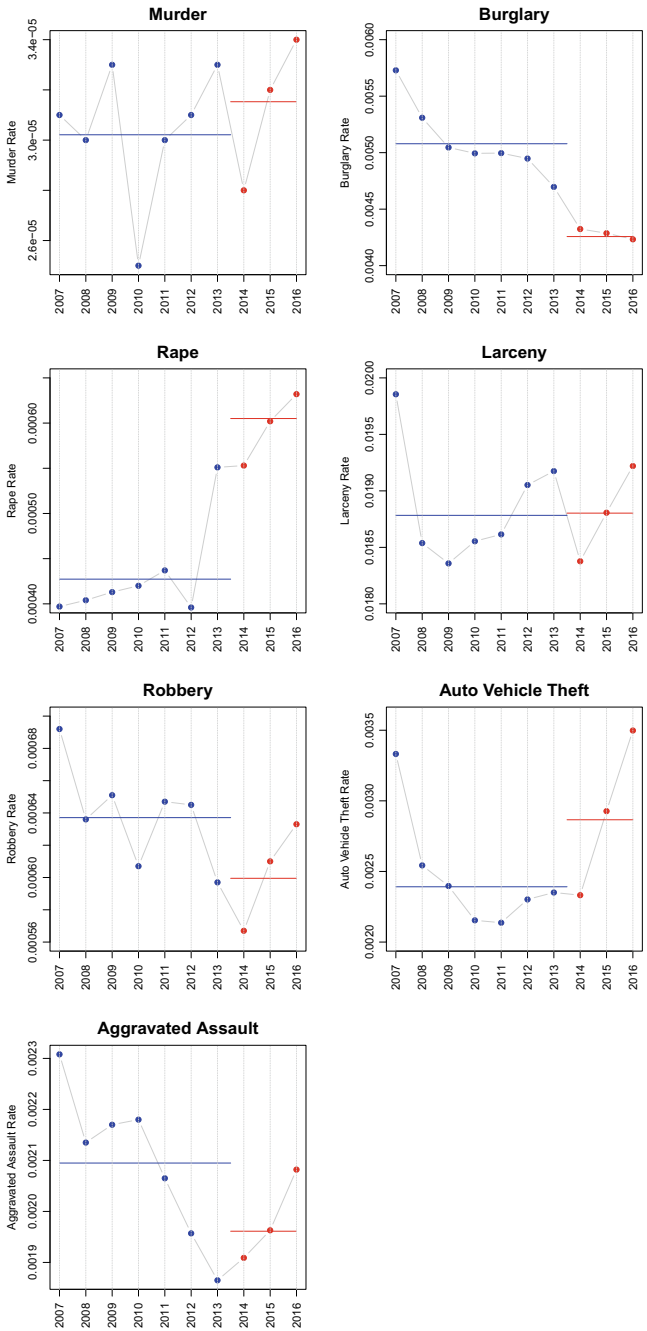 Murder
Murder Rate
3.4e−05
3.0e−05
2.6e−05
2007 2008 2009 2010 2011 2012 2013 2014 2015 2016
Burglary
Burglary Rate
0.0060
0.0055
0.0050
0.0045
0.0040
2007 2008 2009 2010 2011 2012 2013 2014 2015 2016
Rape
Rape Rate
0.00060
0.00050
0.00040
2007 2008 2009 2010 2011 2012 2013 2014 2015 2016
Larceny
Larceny Rate
0.0200
0.0195
0.0190
0.0185
0.0180
2007 2008 2009 2010 2011 2012 2013 2014 2015 2016
Robbery
Robbery Rate
0.00068
0.00064
0.00060
0.00056
2007 2008 2009 2010 2011 2012 2013 2014 2015 2016
Auto Vehicle Theft
Auto Vehicle Theft Rate
0.0035
0.0030
0.0025
0.0020
2007 2008 2009 2010 2011 2012 2013 2014 2015 2016
Aggravated Assault
Aggravated Assault Rate
0.0023
0.0022
0.0021
0.0020
0.0019
2007 2008 2009 2010 2011 2012 2013 2014 2015 2016